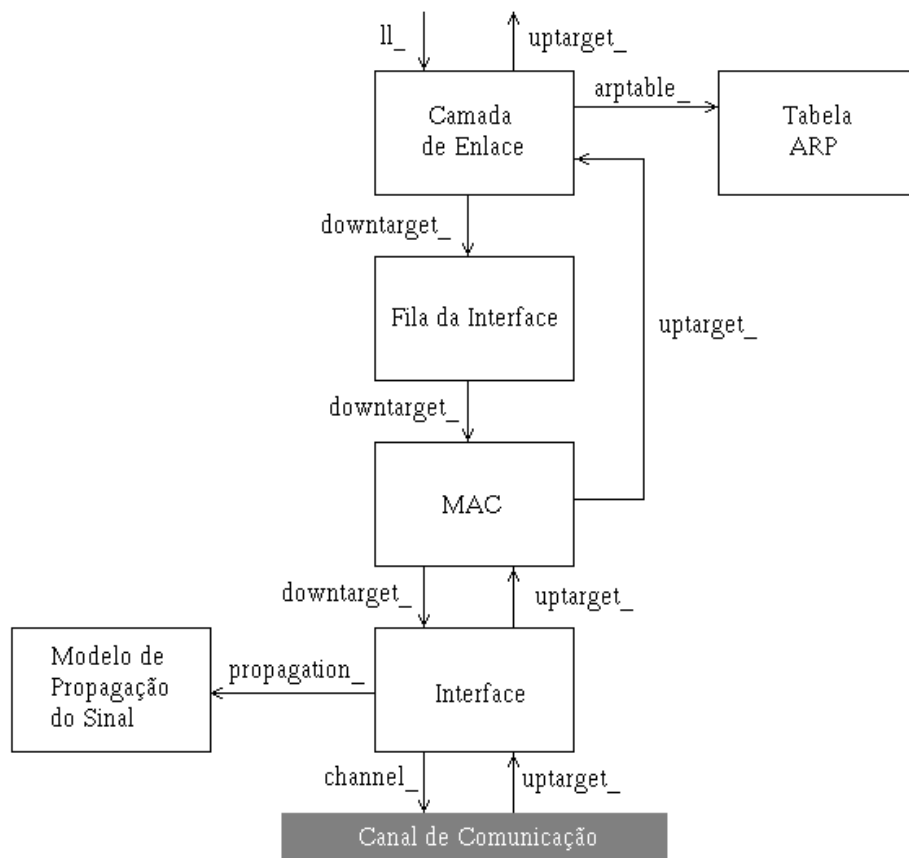 ll_
uptarget_
arptable_
Camada
de Enlace
Tabela
ARP
downtarget_
Fila da Interface
uptarget_
downtarget_
MAC
downtarget_
uptarget_
Modelo de
Propagação
do Sinal
propagation_
Interface
channel_
uptarget_
Canal de Comunicação